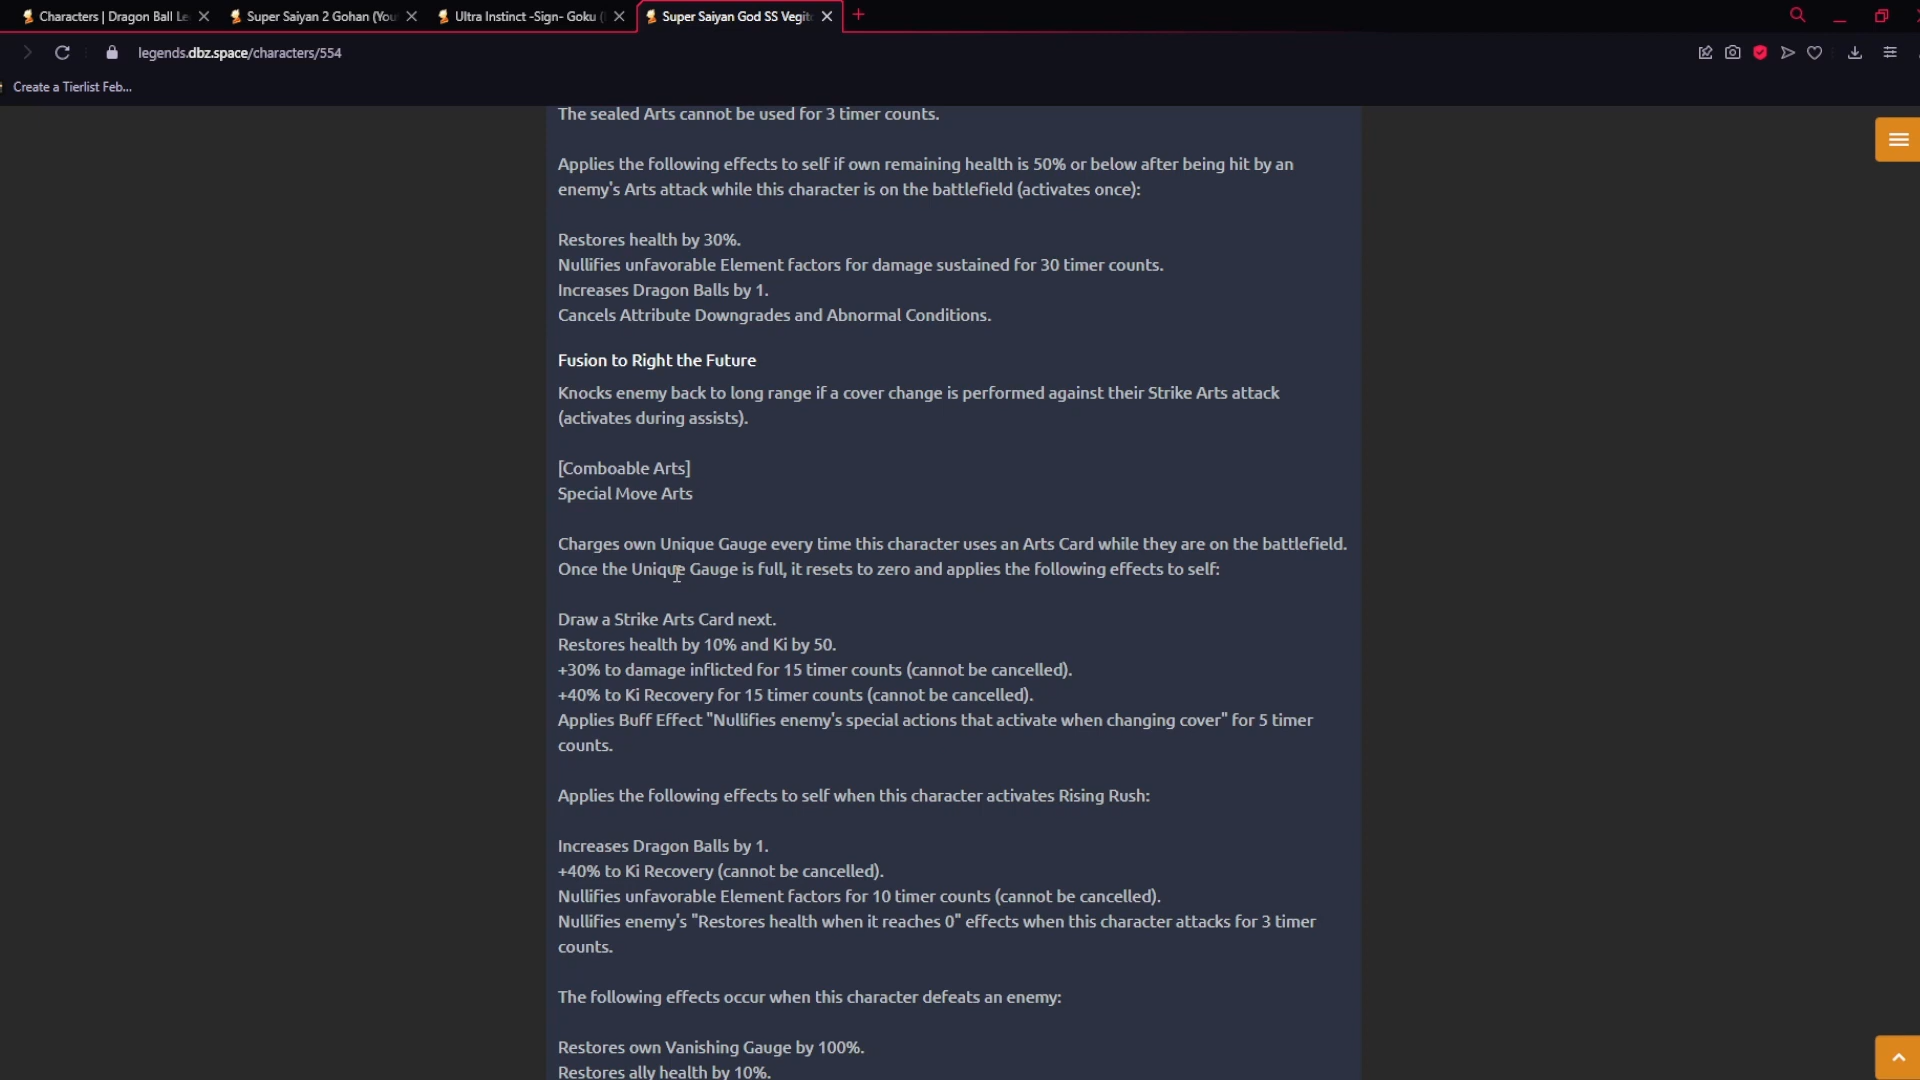 Characters | Dragon Ball Le
Super Saiyan 2 Gohan (You
Ultra Instinct -Sign- Goku (
Super Saiyan God SS Vegit
legends.dbz.space/characters/554
Create a Tierlist Feb...
The sealed Arts cannot be used for 3 timer counts.
Applies the following effects to self if own remaining health is 50% or below after being hit by an
enemy's Arts attack while this character is on the battlefield (activates once):
Restores health by 30%.
Nullifies unfavorable Element factors for damage sustained for 30 timer counts.
Increases Dragon Balls by 1.
Cancels Attribute Downgrades and Abnormal Conditions.
Fusion to Right the Future
Knocks enemy back to long range if a cover change is performed against their Strike Arts attack
(activates during assists).
[Comboable Arts]
Special Move Arts
Charges own Unique Gauge every time this character uses an Arts Card while they are on the battlefield.
Once the Unique Gauge is full, it resets to zero and applies the following effects to self:
Draw a Strike Arts Card next.
Restores health by 10% and Ki by 50.
+30% to damage inflicted for 15 timer counts (cannot be cancelled).
+40% to Ki Recovery for 15 timer counts (cannot be cancelled).
Applies Buff Effect "Nullifies enemy's special actions that activate when changing cover" for 5 timer
counts.
Applies the following effects to self when this character activates Rising Rush:
Increases Dragon Balls by 1.
+40% to Ki Recovery (cannot be cancelled).
Nullifies unfavorable Element factors for 10 timer counts (cannot be cancelled).
Nullifies enemy's "Restores health when it reaches 0" effects when this character attacks for 3 timer
counts.
The following effects occur when this character defeats an enemy:
Restores own Vanishing Gauge by 100%.
Restores ally health by 10%.